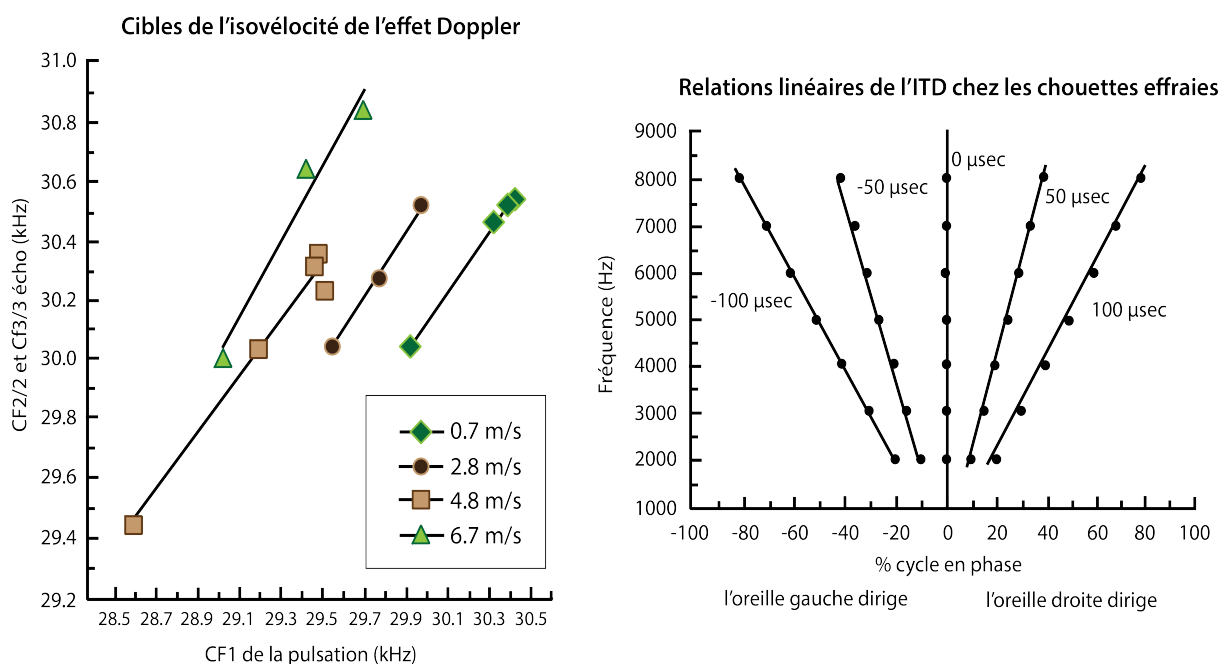 Cibles de l'isovélocité de l'effet Doppler
31.0
30.8
30.6
30.4
30.2
30.0
29.8
29.6
29.4
29.2
CF2/2 et Cf3/3 écho (kHz)
28.5 28.7 28.9 29.1 29.3 29.5 29.7 29.9 30.1 30.3 30.5
CF1 de la pulsation (kHz)
0.7 m/s
2.8 m/s
4.8 m/s
6.7 m/s
Relations linéaires de l'ITD chez les chouettes effraies
9000
8000
7000
6000
5000
4000
3000
2000
1000
Fréquence (Hz)
0 µsec
-50 µsec
50 µsec
-100 µsec
100 µsec
-100 -80 -60 -40 -20 0 20 40 60 80 100
% cycle en phase
l'oreille gauche dirige
l'oreille droite dirige